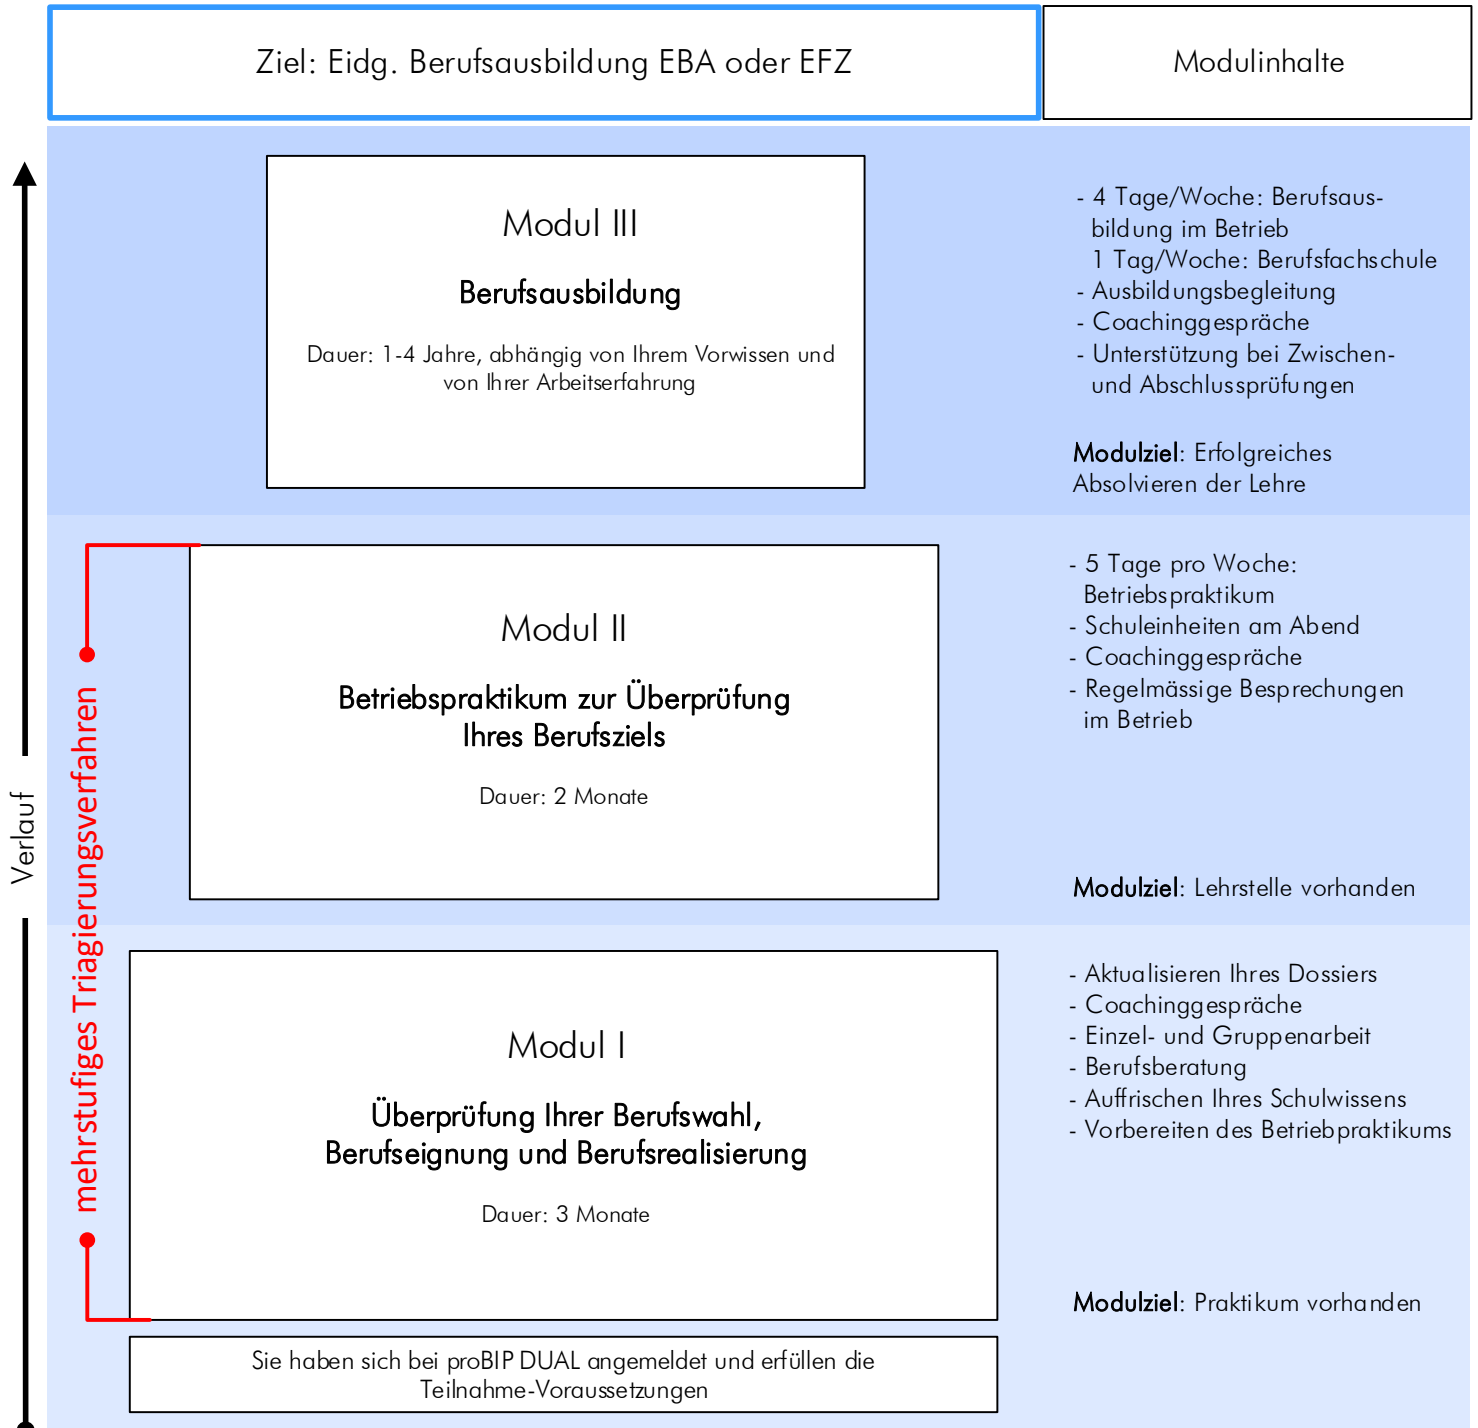 Ziel: Eidg. Berufsausbildung EBA oder EFZ
Modulinhalte
Modul III
Berufsausbildung
Dauer: 1-4 Jahre, abhängig von Ihrem Vorwissen und
von Ihrer Arbeitserfahrung
- 4 Tage/Woche: Berufsaus-
bildung im Betrieb
1 Tag/Woche: Berufsfachschule
- Ausbildungsbegleitung
- Coachinggespräche
- Unterstützung bei Zwischen-
und Abschlussprüfungen
Modulziel: Erfolgreiches
Absolvieren der Lehre
Modul II
Betriebspraktikum zur Überprüfung
Ihres Berufsziels
Dauer: 2 Monate
- 5 Tage pro Woche:
Betriebspraktikum
- Schuleinheiten am Abend
- Coachinggespräche
- Regelmässige Besprechungen
im Betrieb
Modulziel: Lehrstelle vorhanden
Verlauf
mehrstufiges Triagierungsverfahren
Modul I
Überprüfung Ihrer Berufswahl,
Berufseignung und Berufsrealisierung
Dauer: 3 Monate
- Aktualisieren Ihres Dossiers
- Coachinggespräche
- Einzel- und Gruppenarbeit
- Berufsberatung
- Auffrischen Ihres Schulwissens
- Vorbereiten des Betriebpraktikums
Modulziel: Praktikum vorhanden
Sie haben sich bei proBIP DUAL angemeldet und erfüllen die
Teilnahme-Voraussetzungen